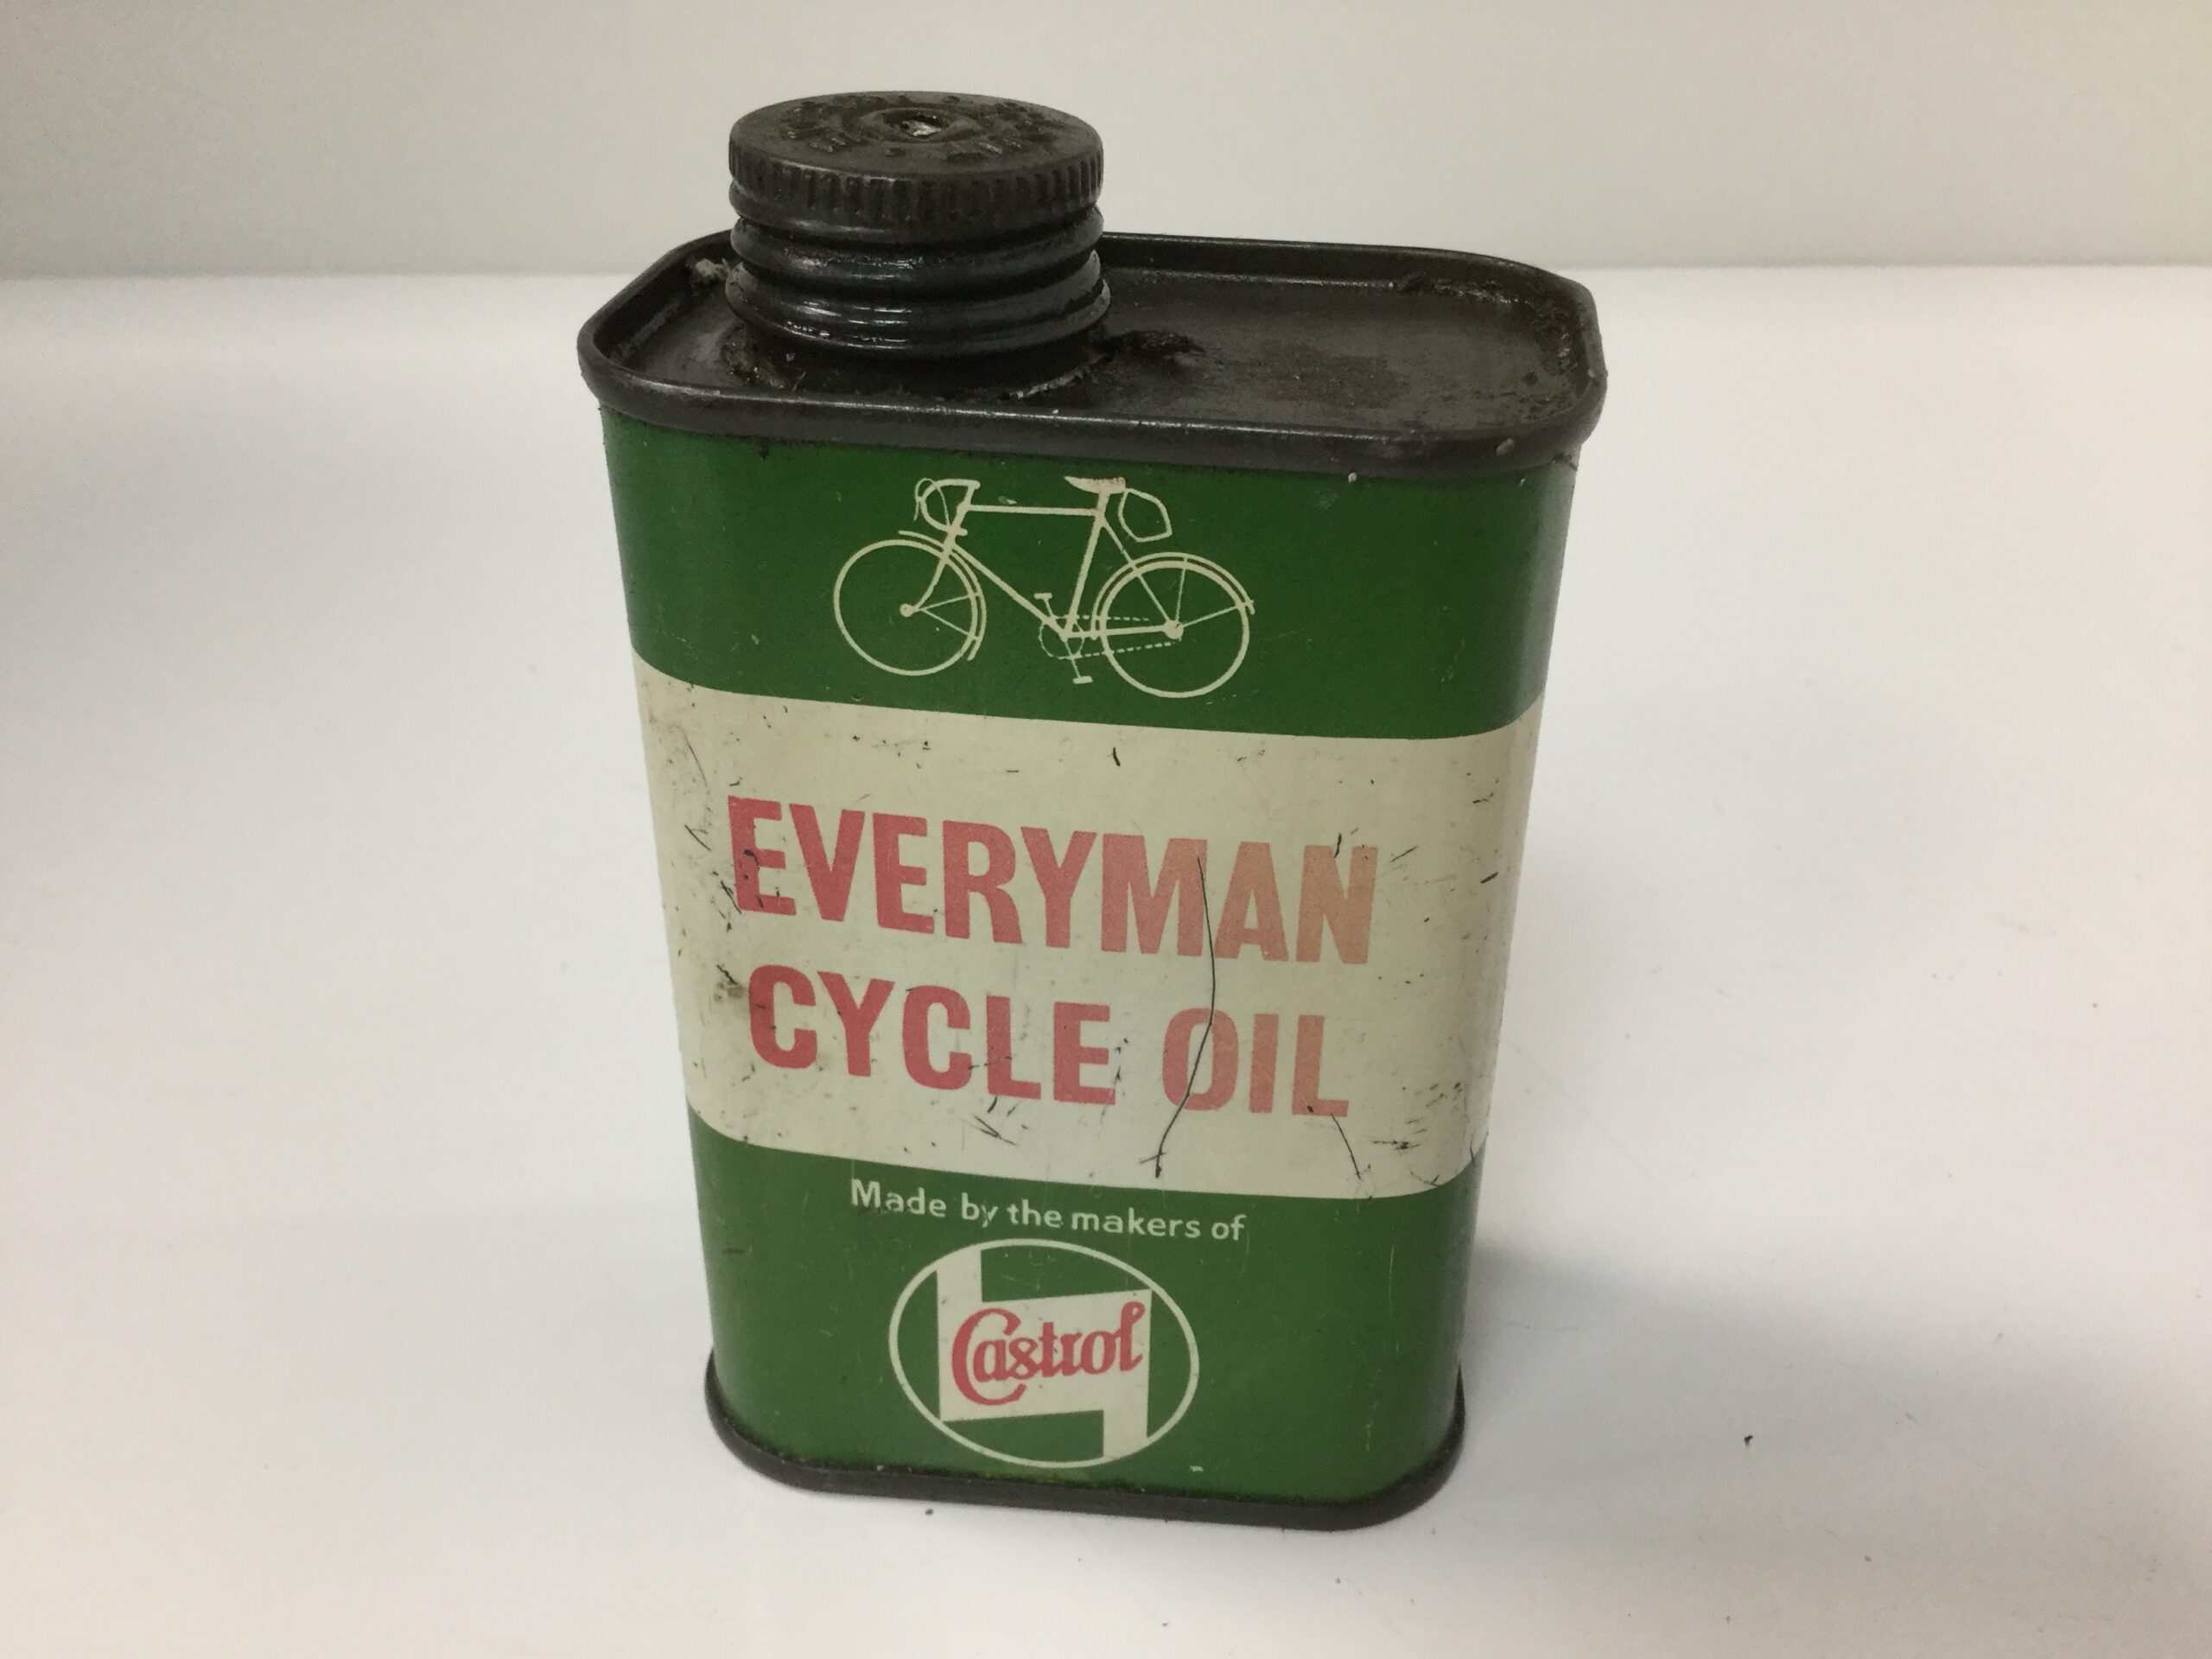 EVERYMAN
CYCLE OIL
Made by the makers of
Castrol